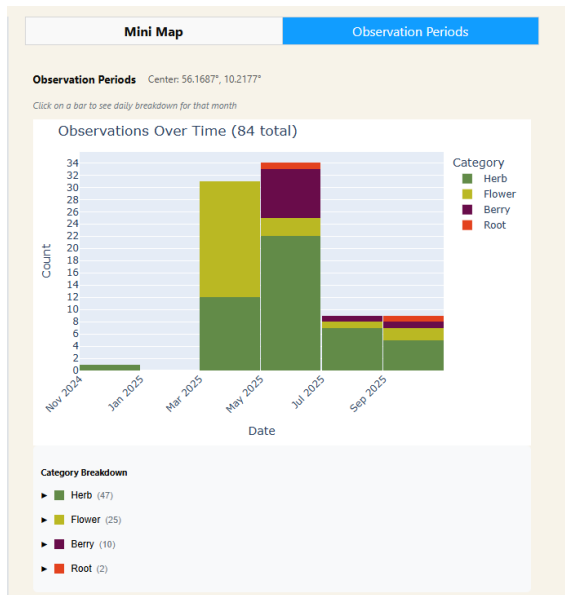 Mini Map
Observation Periods
Observation Periods Center: 56.1687°, 10.2177°
Click on a bar to see daily breakdown for that month
Observations Over Time (84 total)
Category
Herb
Flower
Berry
Root
Count
34
32
30
28
26
24
22
20
18
16
14
12
10
8
6
4
2
0
Nov 2024
Jan 2025
Mar 2025
May 2025
Jul 2025
Sep 2025
Date
Category Breakdown
Herb (47)
Flower (25)
Berry (10)
Root (2)